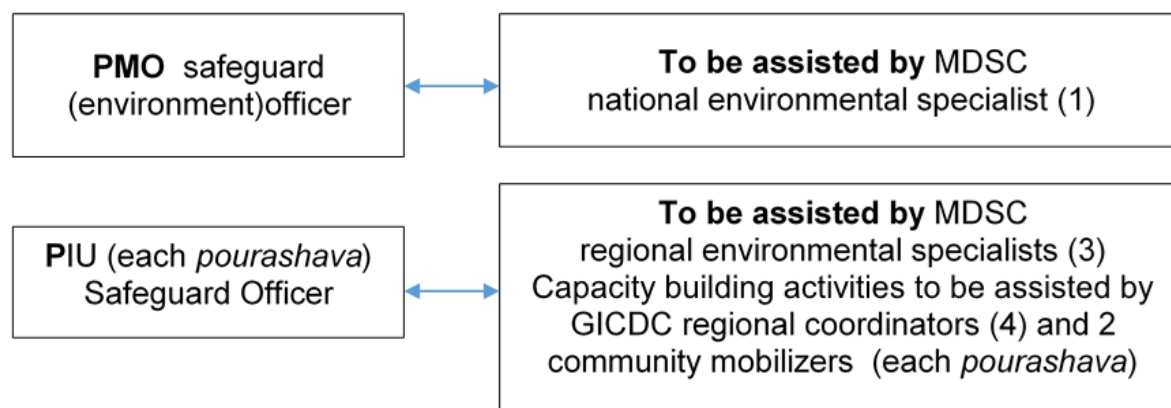 PMO safeguard
(environment)officer
To be assisted by MDSC
national environmental specialist (1)
PIU (each pourashava)
Safeguard Officer
To be assisted by MDSC
regional environmental specialists (3)
Capacity building activities to be assisted by
GICDC regional coordinators (4) and 2
community mobilizers (each pourashava)